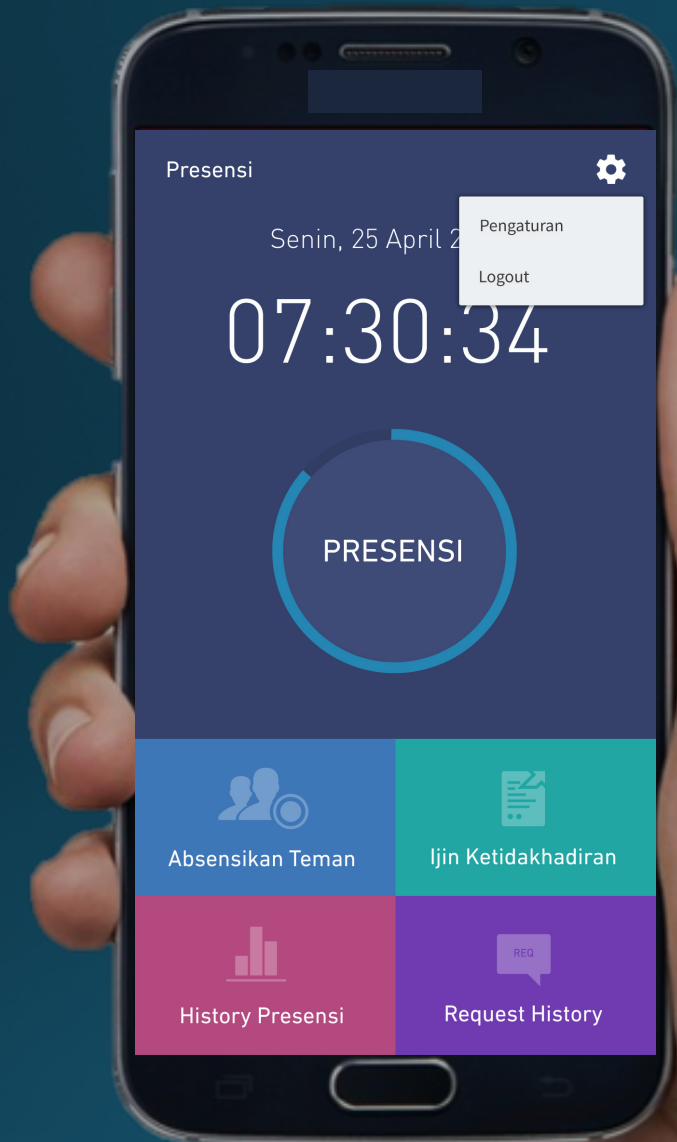 Presensi
Pengaturan
Logout
Senin, 25 April
07:30:34
PRESENSI
Absensikan Teman
Ijin Ketidakhadiran
History Presensi
REQ
Request History